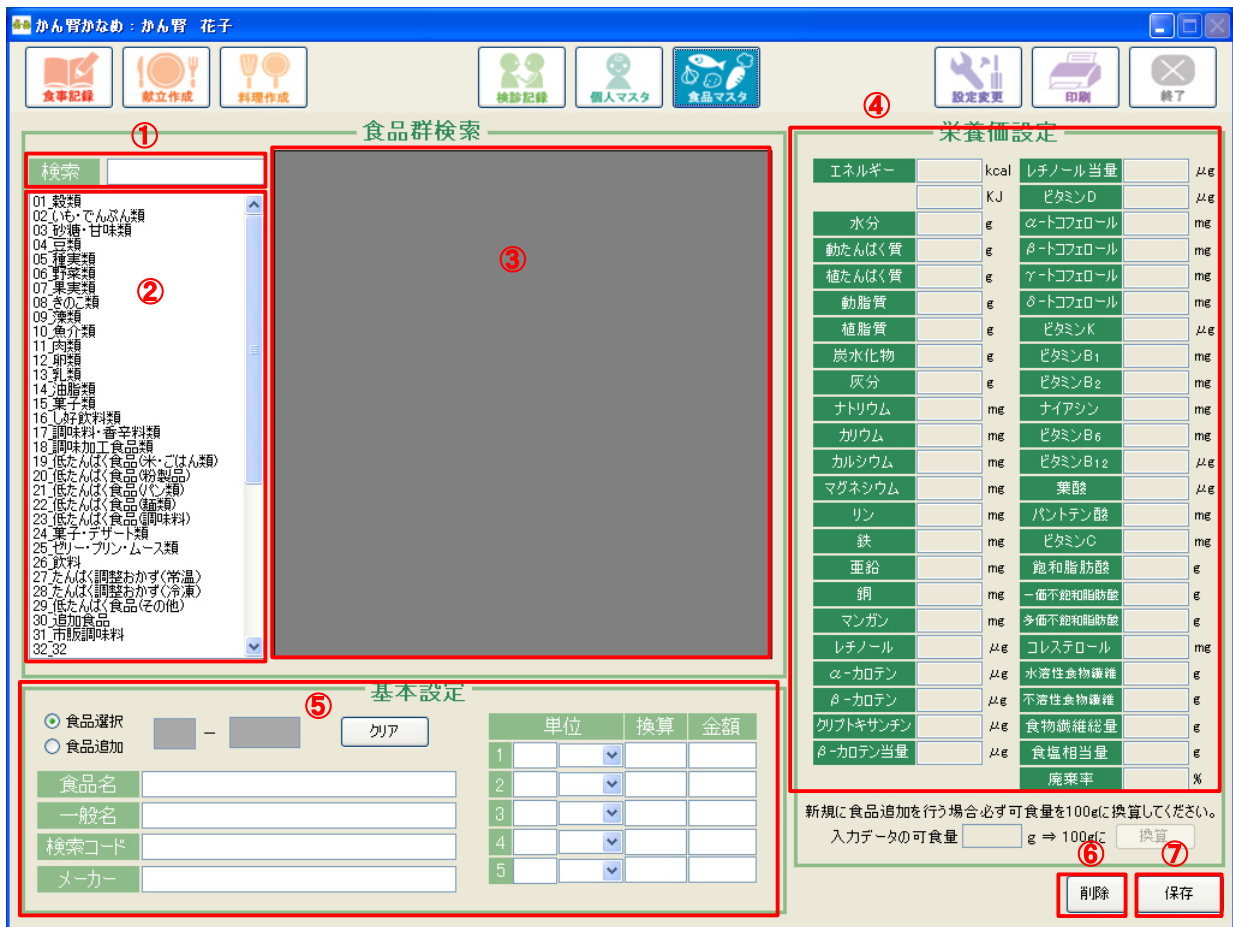 かん腎かなめ：かん腎　花子
食事記録
献立作成
料理作成
検診記録
個人マスタ
食品マスタ
設定変更
印刷
終了
①
食品群検索
検索
②
01_穀類
02_いも・でんぷん類
03_砂糖・甘味類
04_豆類
05_種実類
06_野菜類
07_果実類
08_きのこ類
09_藻類
10_魚介類
11_肉類
12_卵類
13_乳類
14_油脂類
15_菓子類
16_し好飲料類
17_調味料・香辛料類
18_調味加工食品類
19_低たんぱく食品(米・ごはん類)
20_低たんぱく食品(粉製品)
21_低たんぱく食品(パン類)
22_低たんぱく食品(麺類)
23_低たんぱく食品(調味料)
24_菓子・デザート類
25_ゼリー・プリン・ムース類
26_飲料
27_たんぱく調整おかず(常温)
28_たんぱく調整おかず(冷凍)
29_低たんぱく食品(その他)
30_追加食品
31_市販調味料
32_32
③
④
栄養価設定
エネルギー kcal レチノール当量 μg
KJ ビタミンD μg
水分 g α-トコフェロール mg
動たんぱく質 g β-トコフェロール mg
植たんぱく質 g γ-トコフェロール mg
動脂質 g δ-トコフェロール mg
植脂質 g ビタミンK μg
炭水化物 g ビタミンB1 mg
灰分 g ビタミンB2 mg
ナトリウム mg ナイアシン mg
カリウム mg ビタミンB6 mg
カルシウム mg ビタミンB12 μg
マグネシウム mg 葉酸 μg
リン mg パントテン酸 mg
鉄 mg ビタミンC mg
亜鉛 mg 飽和脂肪酸 g
銅 mg 一価不飽和脂肪酸 g
マンガン mg 多価不飽和脂肪酸 g
レチノール μg コレステロール mg
α-カロテン μg 水溶性食物繊維 g
β-カロテン μg 不溶性食物繊維 g
クリプトキサンチン μg 食物繊維総量 g
β-カロテン当量 μg 食塩相当量 g
廃棄率 %
新規に食品追加を行う場合必ず可食量を100gに換算してください。
入力データの可食量 g ⇒ 100gに 換算
基本設定
⑤
食品選択
食品追加
－
クリア
食品名
一般名
検索コード
メーカー
単位 換算 金額
1
2
3
4
5
⑥
削除
⑦
保存